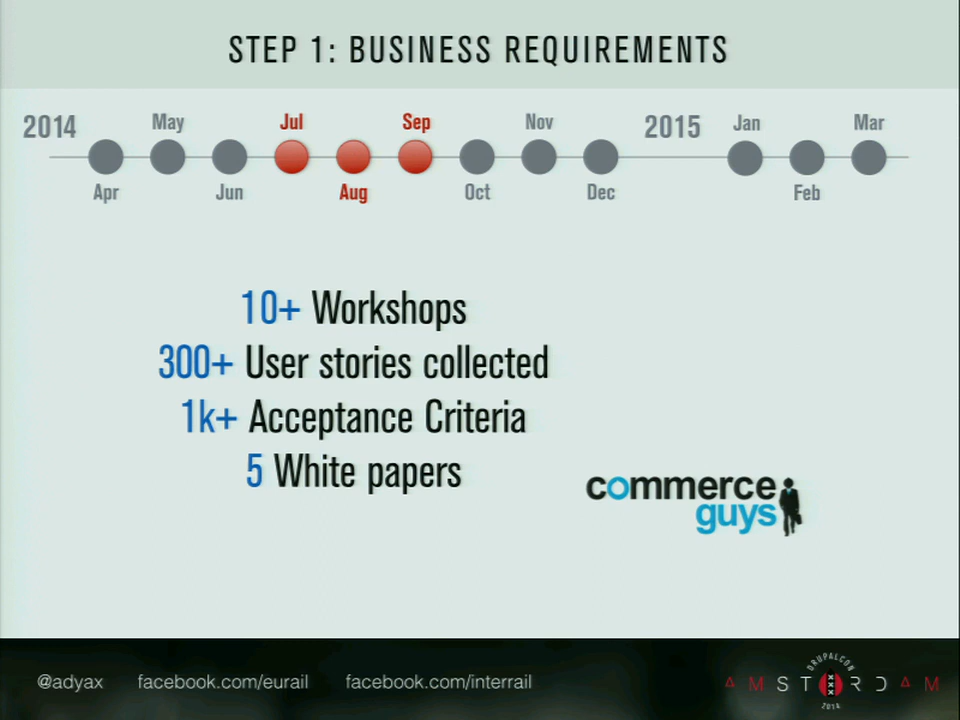 STEP 1: BUSINESS REQUIREMENTS
2014 May Jul Sep Nov 2015 Jan Mar
Apr Jun Aug Oct Dec Feb
10+ Workshops
300+ User stories collected
1k+ Acceptance Criteria
5 White papers
commerce
guys
@adyax facebook.com/eurail facebook.com/interrail
DRUPALCON
AMSTERDAM
2014